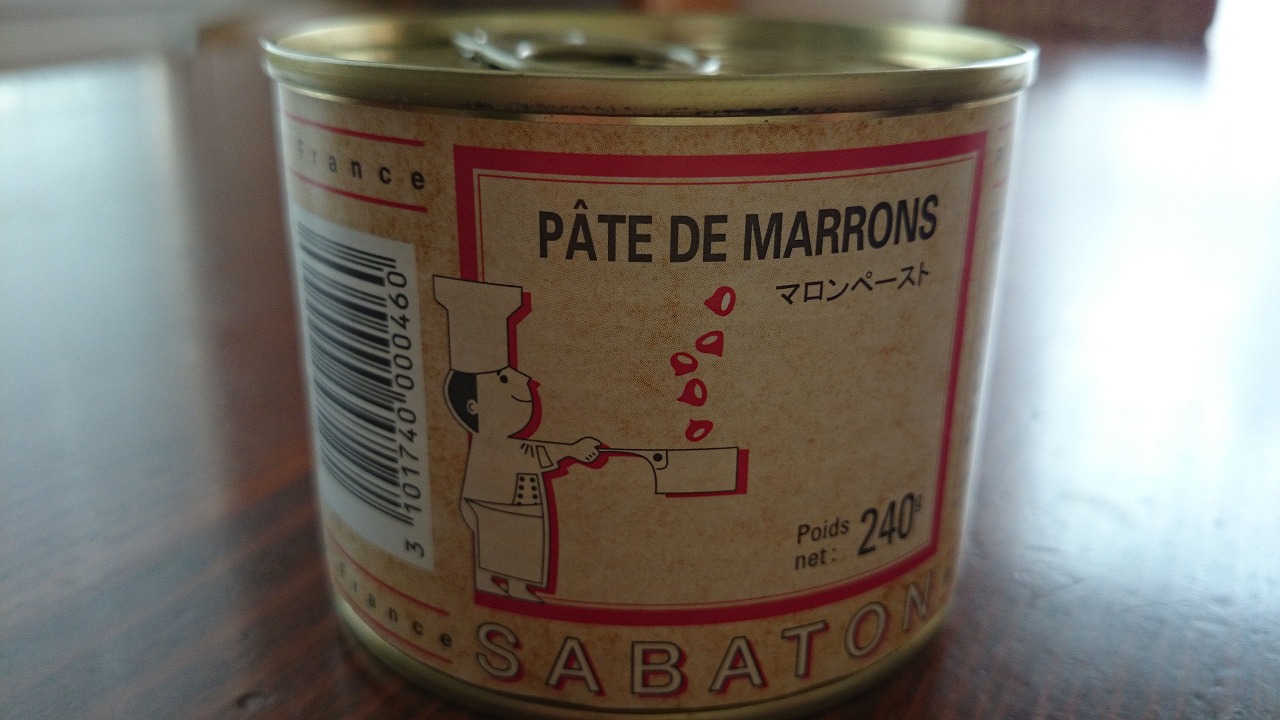 France
PÂTE DE MARRONS
マロンペースト
3 101740 000460
Poids
net : 240g
France
SABATON